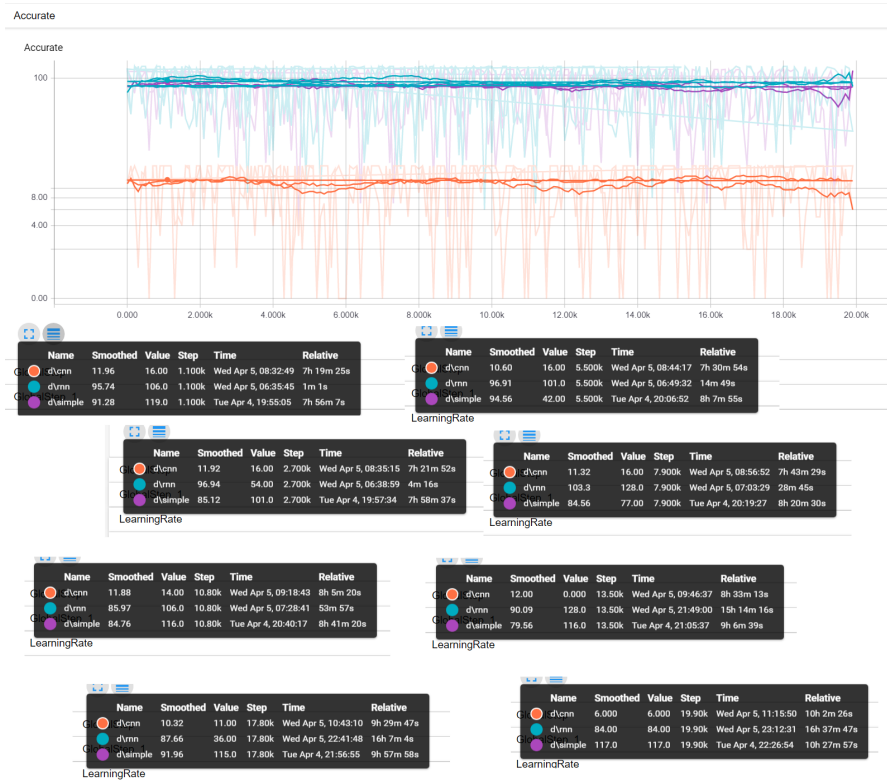 Accurate
Accurate
100
8.00
4.00
0.00
0.000 2.000k 4.000k 6.000k 8.000k 10.00k 12.00k 14.00k 16.00k 18.00k 20.00k
Name Smoothed Value Step Time Relative
d\cnn 11.96 16.00 1.100k Wed Apr 5, 08:32:49 7h 19m 25s
d\rnn 95.74 106.0 1.100k Wed Apr 5, 06:35:45 1m 1s
d\simple 91.28 119.0 1.100k Tue Apr 4, 19:55:05 7h 56m 7s
Name Smoothed Value Step Time Relative
d\cnn 10.60 16.00 5.500k Wed Apr 5, 08:44:17 7h 30m 54s
d\rnn 96.91 101.0 5.500k Wed Apr 5, 06:49:32 14m 49s
d\simple 94.56 42.00 5.500k Tue Apr 4, 20:06:52 8h 7m 55s
LearningRate
Name Smoothed Value Step Time Relative
d\cnn 11.92 16.00 2.700k Wed Apr 5, 08:35:15 7h 21m 52s
d\rnn 96.94 54.00 2.700k Wed Apr 5, 06:38:59 4m 16s
d\simple 85.12 101.0 2.700k Tue Apr 4, 19:57:34 7h 58m 37s
LearningRate
Name Smoothed Value Step Time Relative
d\cnn 11.32 16.00 7.900k Wed Apr 5, 08:56:52 7h 43m 29s
d\rnn 103.3 128.0 7.900k Wed Apr 5, 07:03:29 28m 45s
d\simple 84.56 77.00 7.900k Tue Apr 4, 20:19:27 8h 20m 30s
LearningRate
Name Smoothed Value Step Time Relative
d\cnn 11.88 14.00 10.80k Wed Apr 5, 09:18:43 8h 5m 20s
d\rnn 85.97 106.0 10.80k Wed Apr 5, 07:28:41 53m 57s
d\simple 84.76 116.0 10.80k Tue Apr 4, 20:40:17 8h 41m 20s
LearningRate
Name Smoothed Value Step Time Relative
d\cnn 12.00 0.000 13.50k Wed Apr 5, 09:46:37 8h 33m 13s
d\rnn 90.09 128.0 13.50k Wed Apr 5, 21:49:00 15h 14m 16s
d\simple 79.56 116.0 13.50k Tue Apr 4, 21:05:37 9h 6m 39s
LearningRate
Name Smoothed Value Step Time Relative
d\cnn 10.32 11.00 17.80k Wed Apr 5, 10:43:10 9h 29m 47s
d\rnn 87.66 36.00 17.80k Wed Apr 5, 22:41:48 16h 7m 4s
d\simple 91.96 115.0 17.80k Tue Apr 4, 21:56:55 9h 57m 58s
LearningRate
Name Smoothed Value Step Time Relative
d\cnn 6.000 6.000 19.90k Wed Apr 5, 11:15:50 10h 2m 26s
d\rnn 84.00 84.00 19.90k Wed Apr 5, 23:12:31 16h 37m 47s
d\simple 117.0 117.0 19.90k Tue Apr 4, 22:26:54 10h 27m 57s
LearningRate